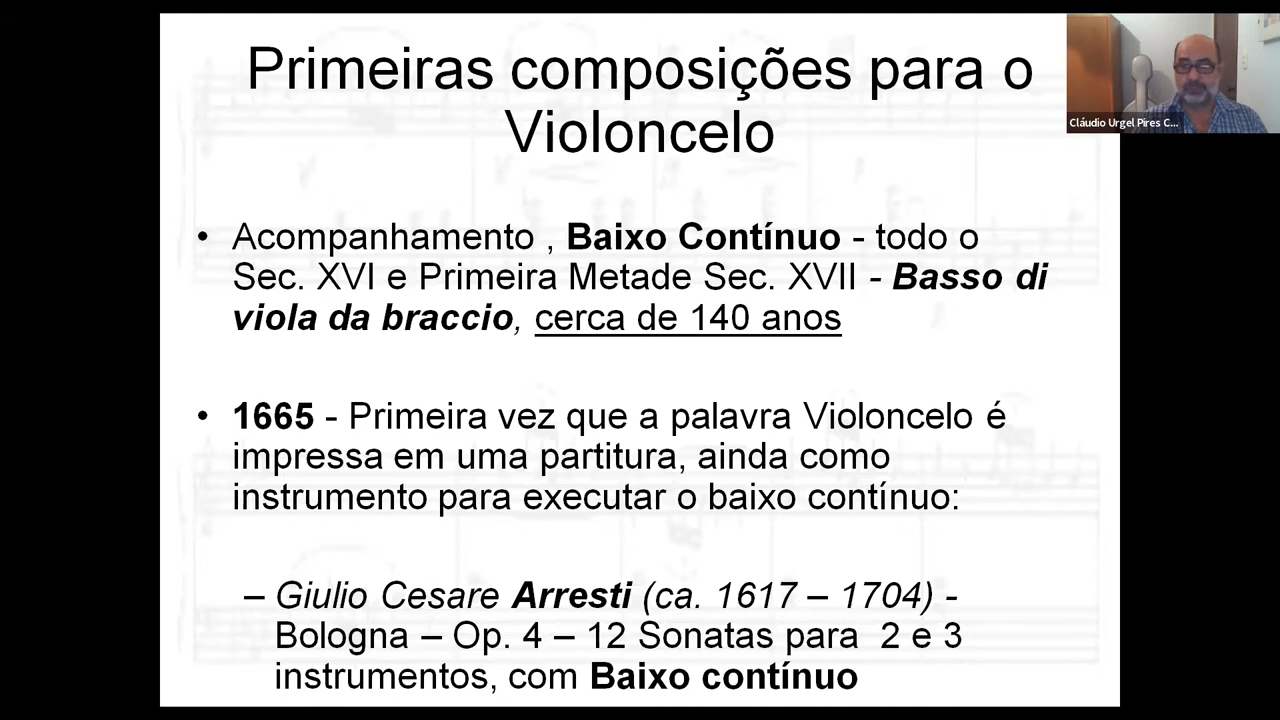 Primeiras composições para o
Violoncelo
Cláudio Urgel Pires C...
• Acompanhamento , Baixo Contínuo - todo o
Sec. XVI e Primeira Metade Sec. XVII - Basso di
viola da braccio, cerca de 140 anos
• 1665 - Primeira vez que a palavra Violoncelo é
impressa em uma partitura, ainda como
instrumento para executar o baixo contínuo:
– Giulio Cesare Arresti (ca. 1617 – 1704) -
Bologna – Op. 4 – 12 Sonatas para 2 e 3
instrumentos, com Baixo contínuo